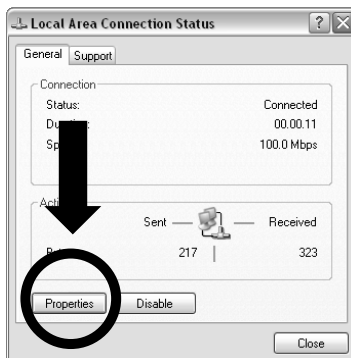 Local Area Connection Status
General Support
Connection
Status: Connected
00.00.11
100.0 Mbps
Sent — Received
217 | 323
Properties Disable
Close